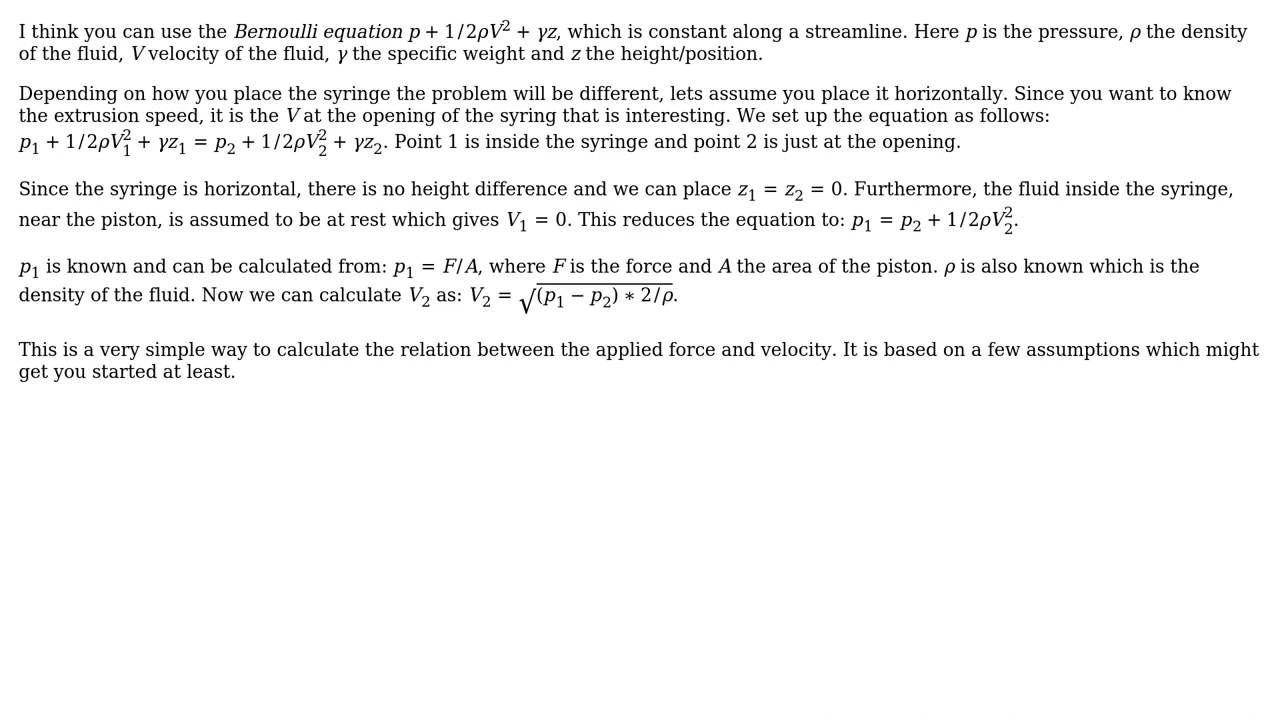 I think you can use the Bernoulli equation p + 1/2ρV² + γz, which is constant along a streamline. Here p is the pressure, ρ the density
of the fluid, V velocity of the fluid, γ the specific weight and z the height/position.
Depending on how you place the syringe the problem will be different, lets assume you place it horizontally. Since you want to know
the extrusion speed, it is the V at the opening of the syring that is interesting. We set up the equation as follows:
p₁ + 1/2ρV₁² + γz₁ = p₂ + 1/2ρV₂² + γz₂. Point 1 is inside the syringe and point 2 is just at the opening.
Since the syringe is horizontal, there is no height difference and we can place z₁ = z₂ = 0. Furthermore, the fluid inside the syringe,
near the piston, is assumed to be at rest which gives V₁ = 0. This reduces the equation to: p₁ = p₂ + 1/2ρV₂².
p₁ is known and can be calculated from: p₁ = F/A, where F is the force and A the area of the piston. ρ is also known which is the
density of the fluid. Now we can calculate V₂ as: V₂ = √(p₁ − p₂) ∗ 2/ρ.
This is a very simple way to calculate the relation between the applied force and velocity. It is based on a few assumptions which might
get you started at least.